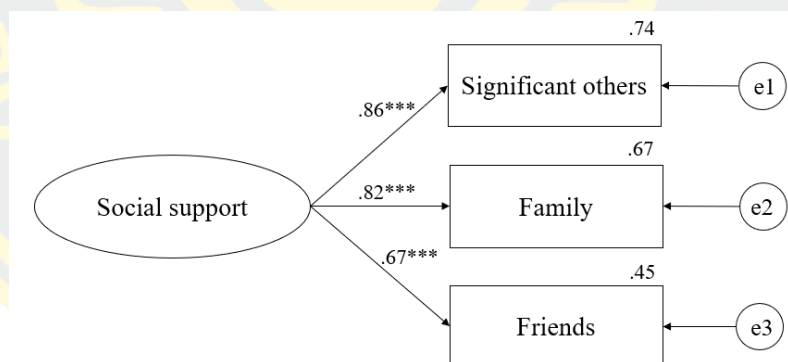 .74
Significant others
e1
.86***
.67
Social support
.82***
Family
e2
.67***
.45
Friends
e3